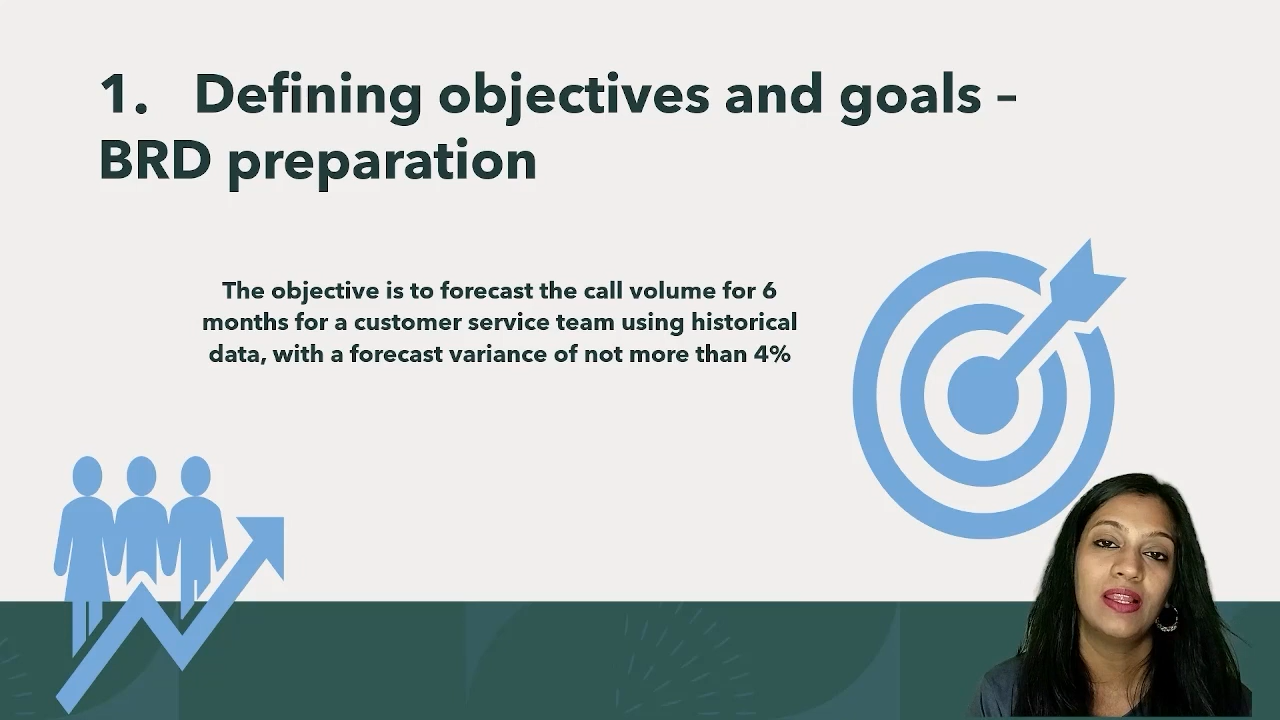 1. Defining objectives and goals –
BRD preparation
The objective is to forecast the call volume for 6
months for a customer service team using historical
data, with a forecast variance of not more than 4%